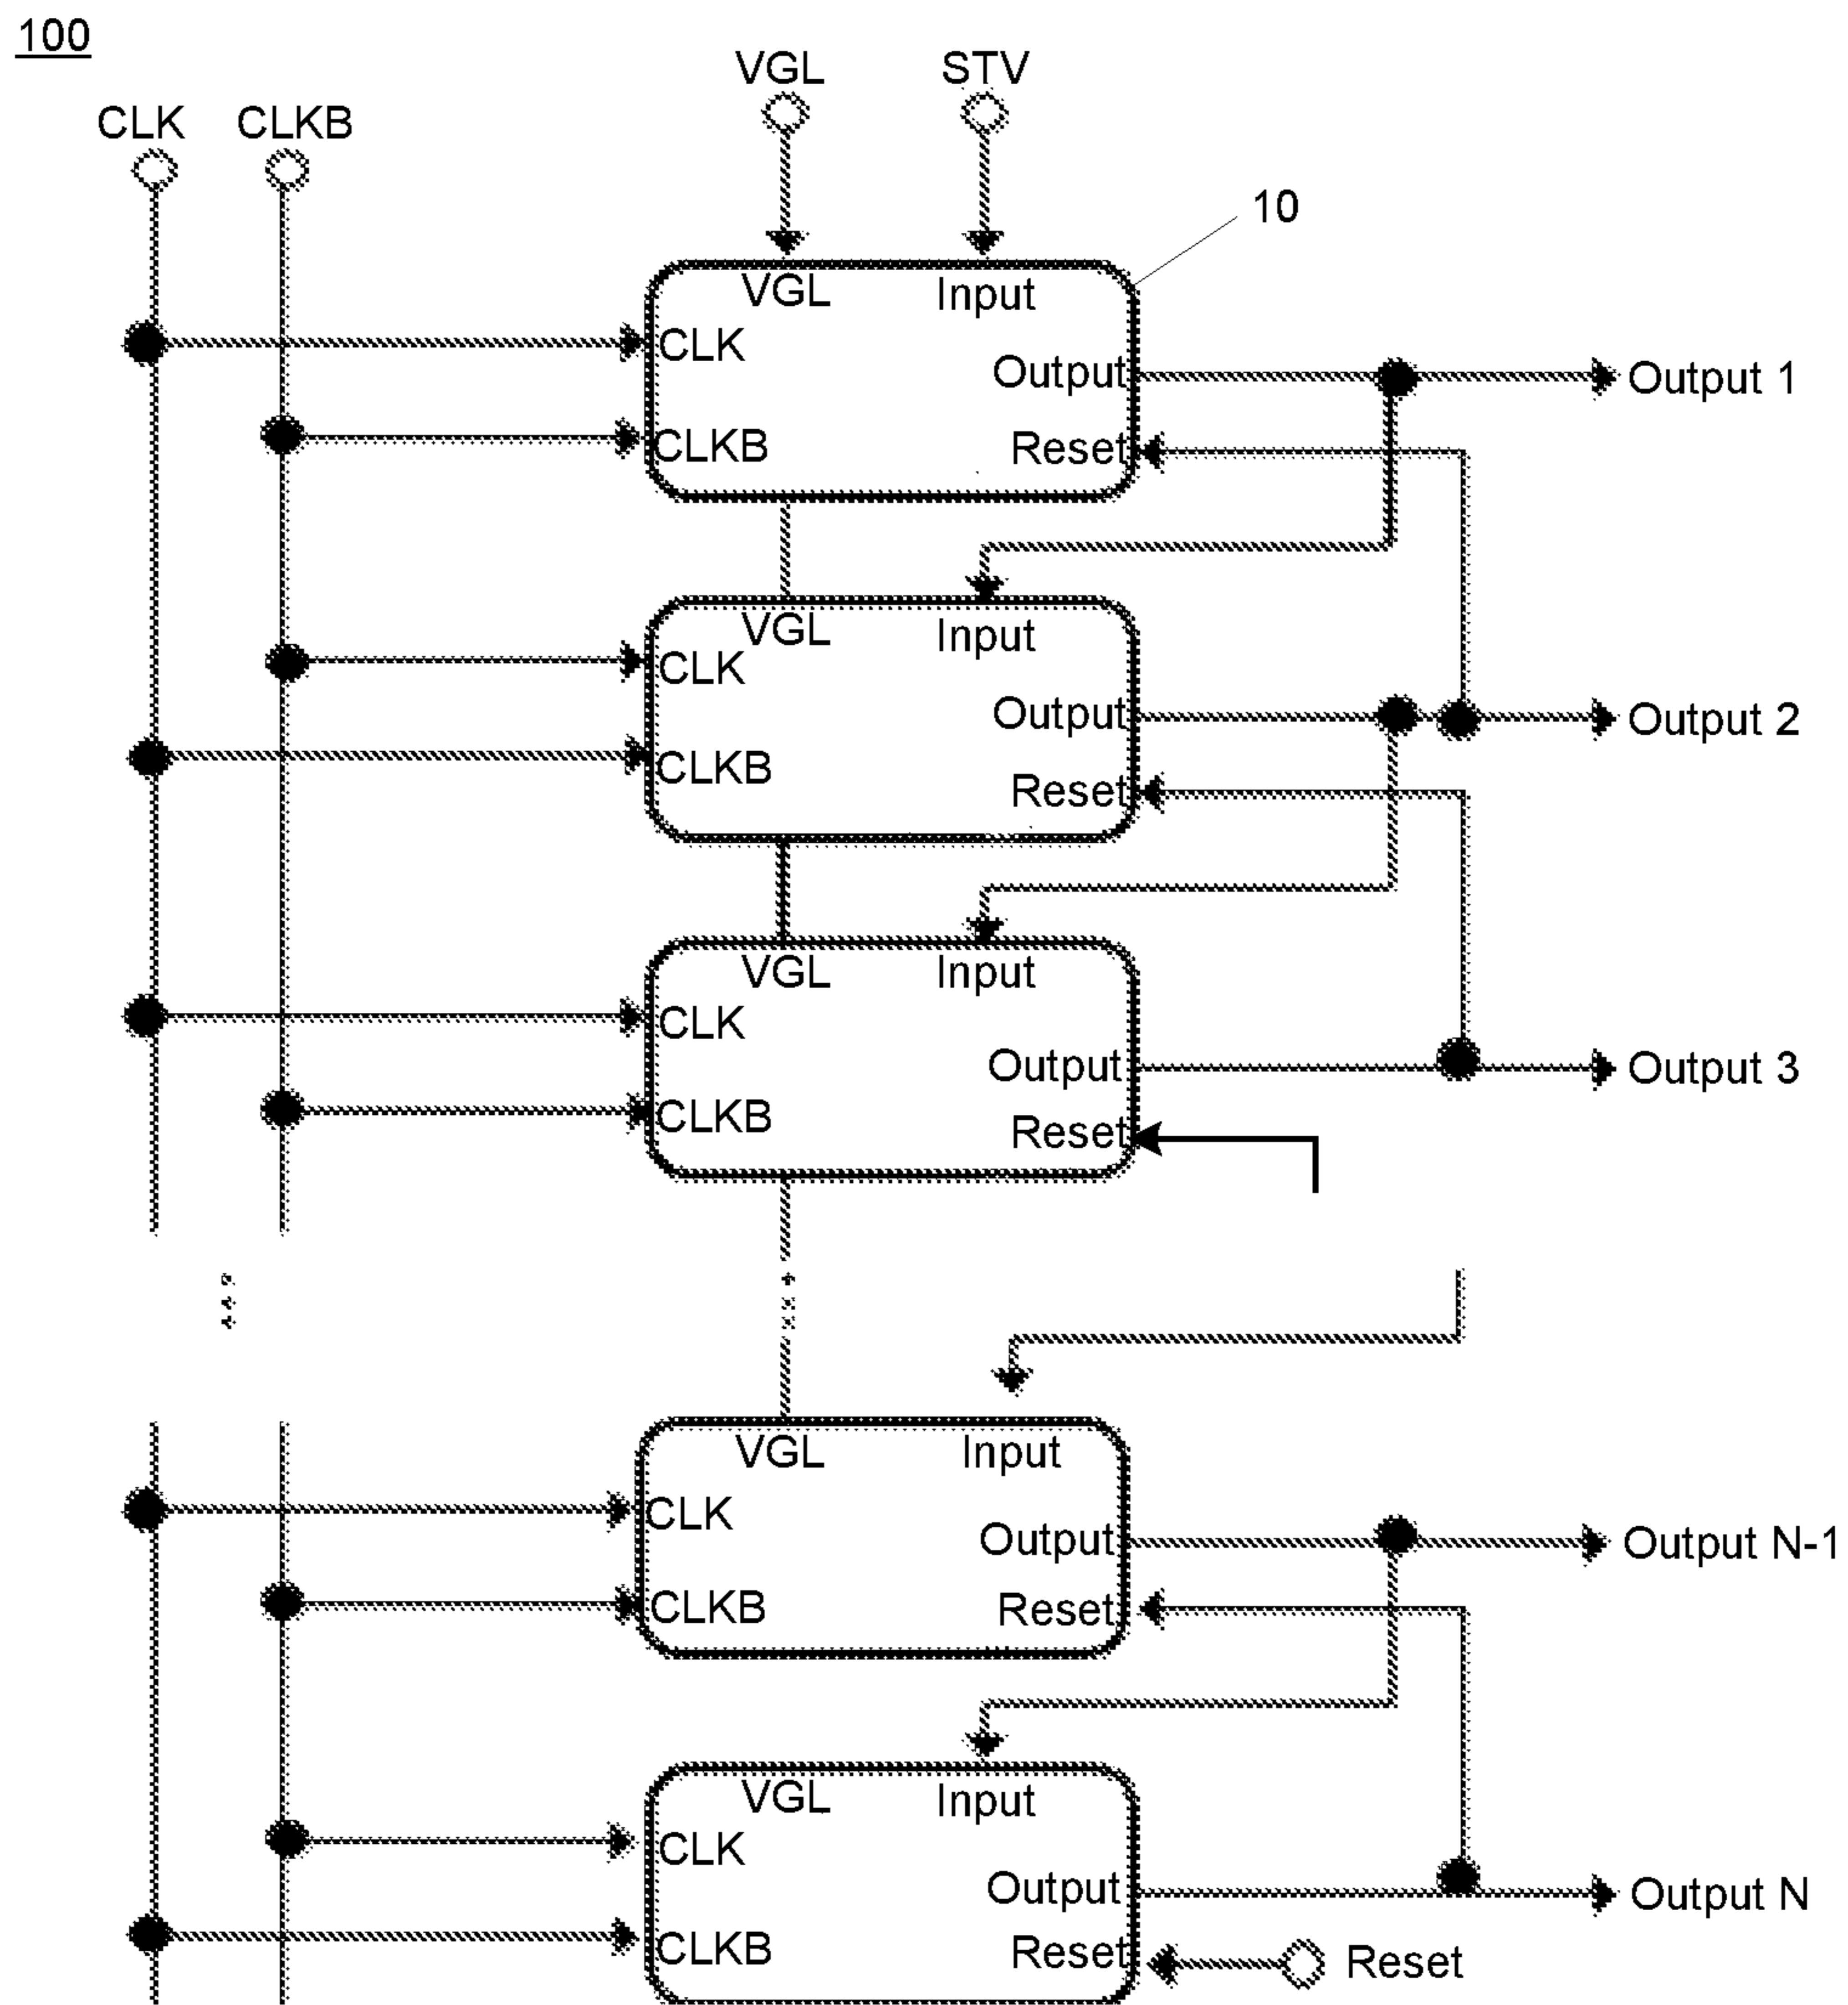 100
VGL STV
CLK CLKB
10
VGL Input
CLK
Output Output 1
CLKB Reset
VGL Input
CLK
Output Output 2
CLKB Reset
VGL Input
CLK
Output Output 3
CLKB Reset
VGL Input
CLK
Output Output N-1
CLKB Reset
VGL Input
CLK
Output Output N
CLKB Reset Reset